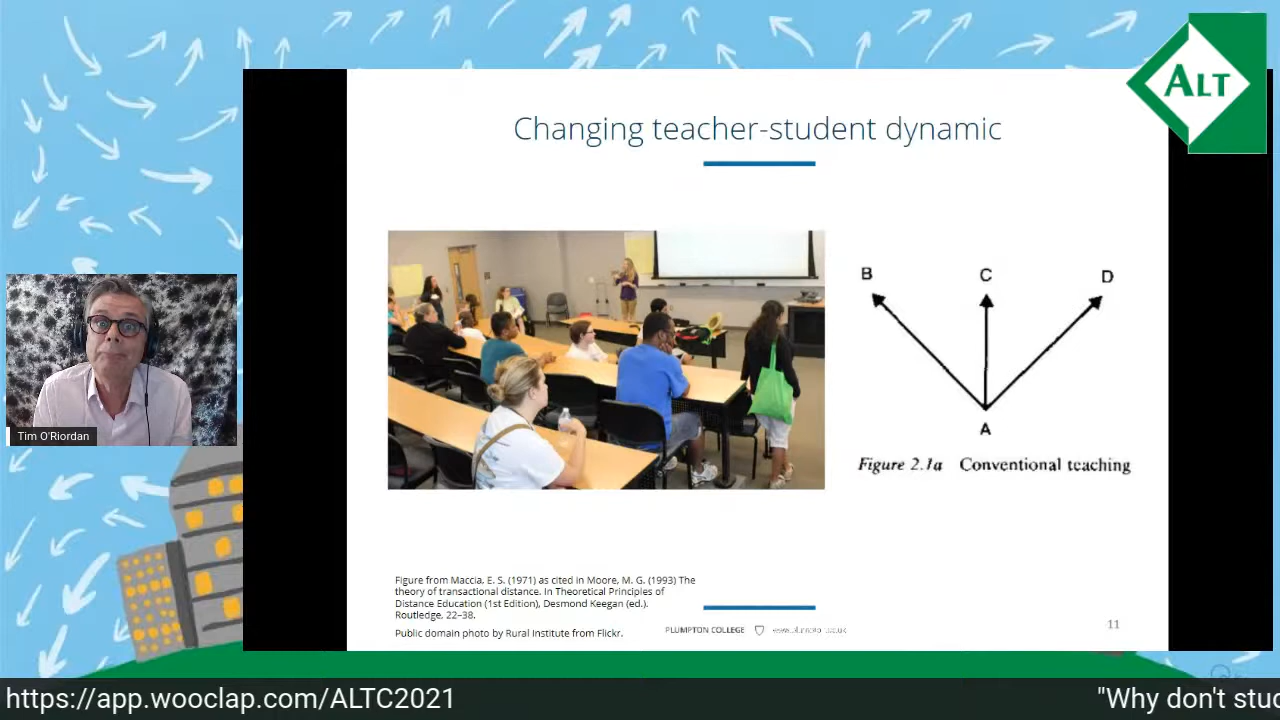 ALT
Changing teacher-student dynamic
B
C
D
A
Figure 2.1a Conventional teaching
Tim O'Riordan
Figure from Maccia, E. S. (1971) as cited in Moore, M. G. (1993) The
theory of transactional distance. In Theoretical Principles of
Distance Education (1st Edition), Desmond Keegan (ed.).
Routledge, 22–38.
Public domain photo by Rural Institute from Flickr.
PLUMPTON COLLEGE
11
https://app.wooclap.com/ALTC2021
"Why don't stud